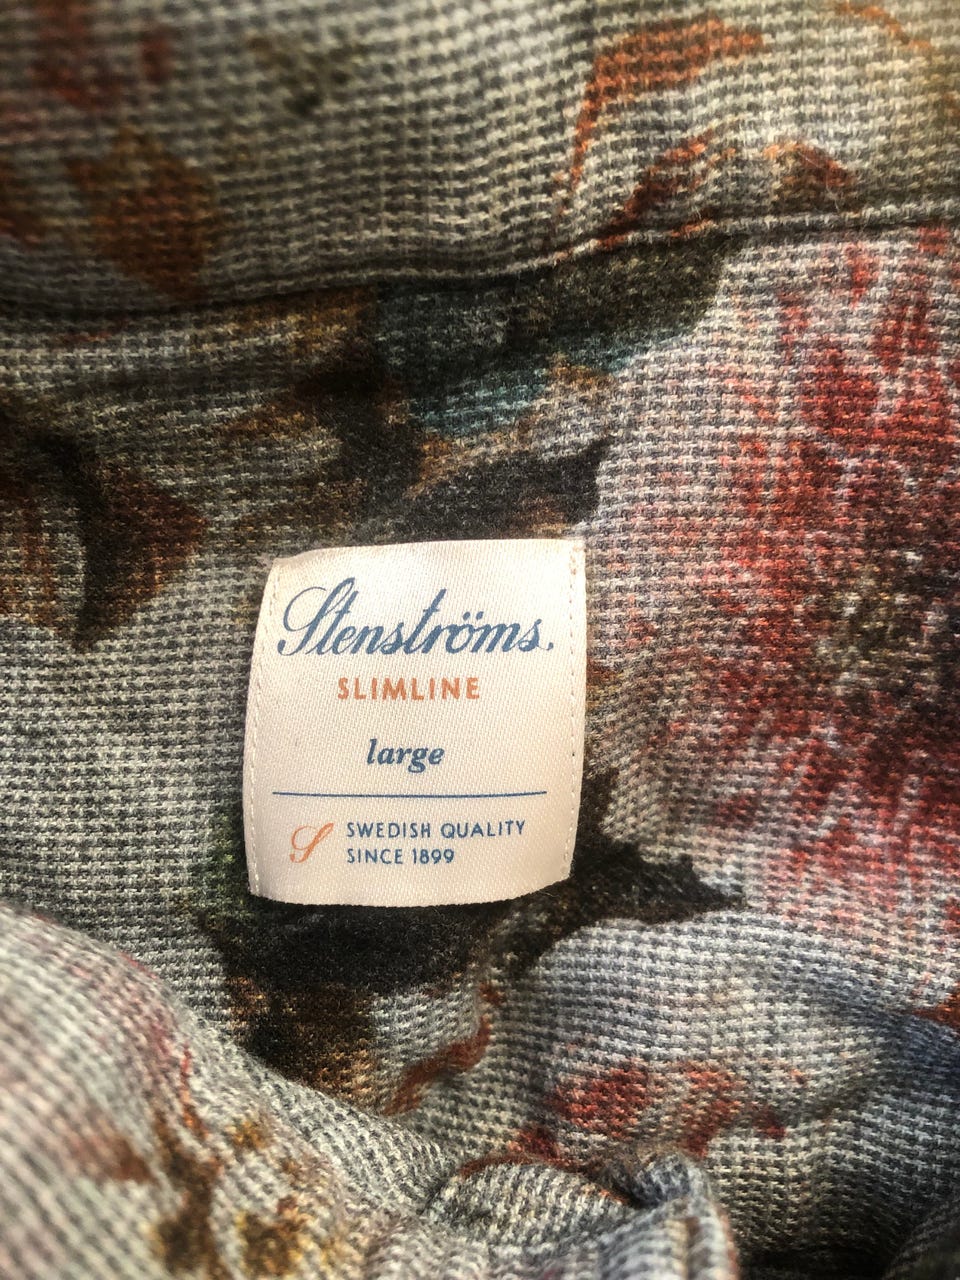 Stenströms.
SLIMLINE
large
S SWEDISH QUALITY
SINCE 1899